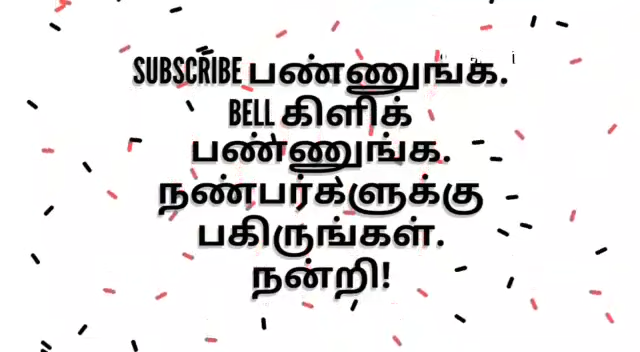 SUBSCRIBE பண்ணுங்க.
BELL கிளிக்
பண்ணுங்க.
நண்பர்களுக்கு
பகிருங்கள்.
நன்றி!